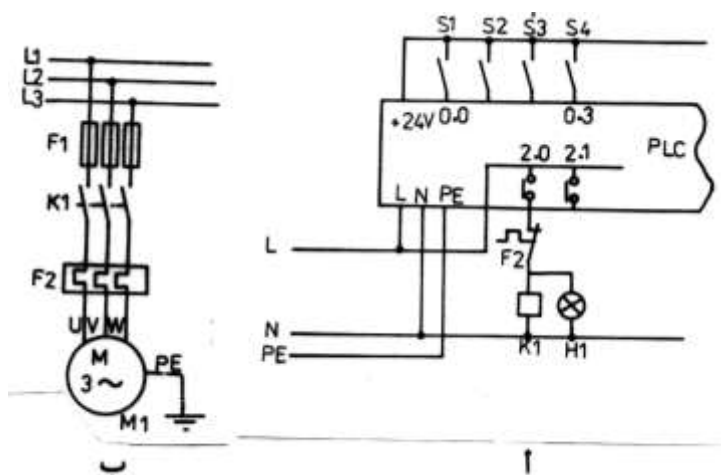 L1
L2
L3
F1
K1
F2
U V W
M
3 ~
PE
M1
S1 S2 S3 S4
+24V 0.0 0.3
PLC
2.0 2.1
L N PE
L
F2
N
K1 H1
PE